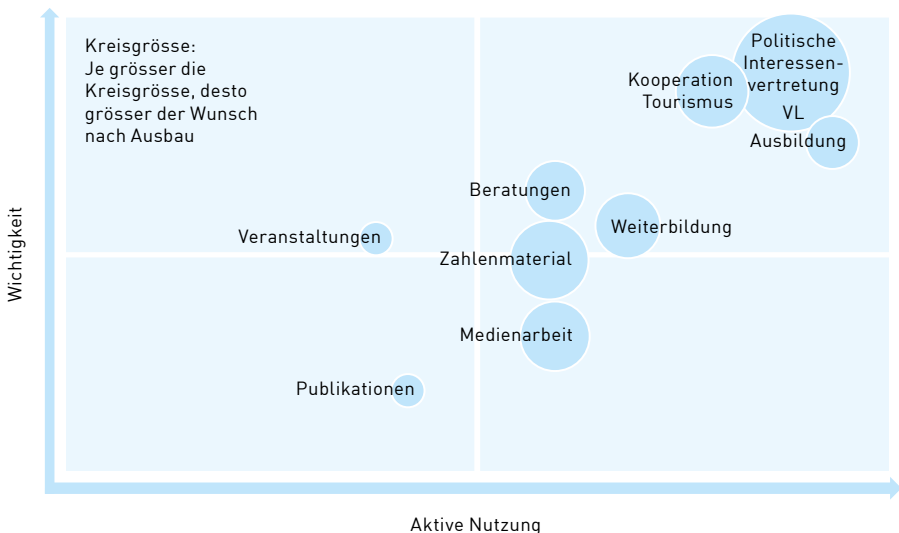 Kreisgrösse:
Je grösser die
Kreisgrösse, desto
grösser der Wunsch
nach Ausbau
Politische
Interessen-
vertretung
VL
Kooperation
Tourismus
Ausbildung
Beratungen
Weiterbildung
Veranstaltungen
Zahlenmaterial
Medienarbeit
Publikationen
Wichtigkeit
Aktive Nutzung